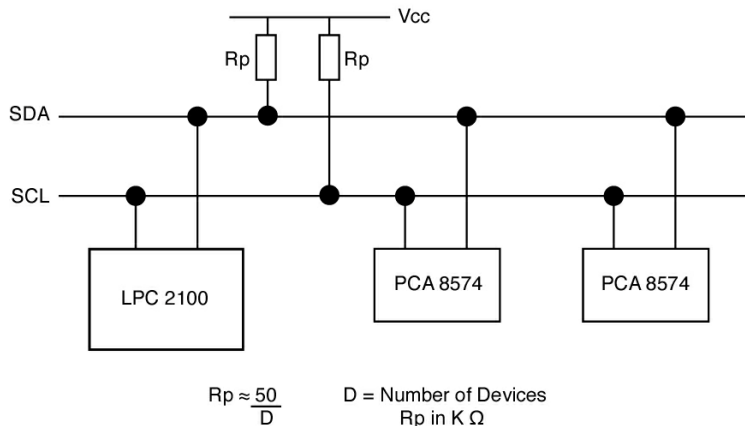 Vcc
Rp Rp
SDA
SCL
LPC 2100 PCA 8574 PCA 8574
Rp ≈ 50/D D = Number of Devices
Rp in K Ω